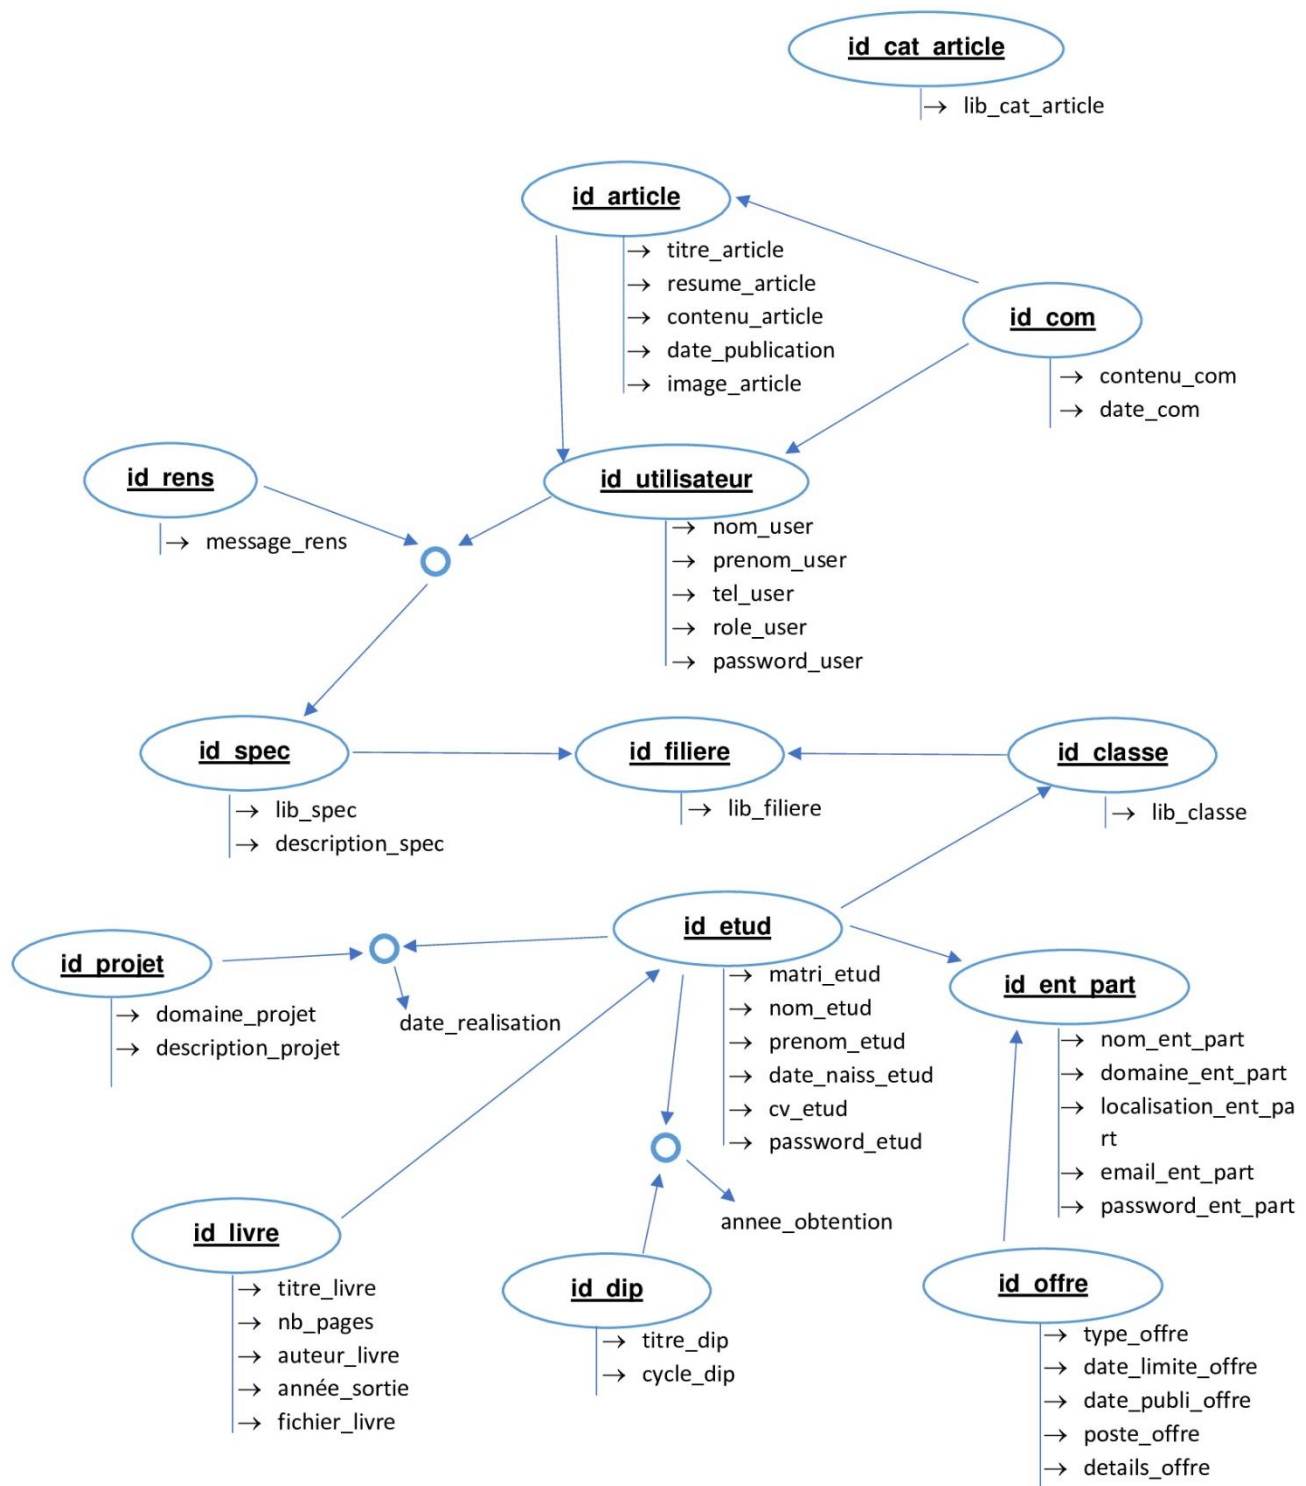 id_cat_article
→ lib_cat_article
id_article
→ titre_article
→ resume_article
→ contenu_article
→ date_publication
→ image_article
id_com
→ contenu_com
→ date_com
id_rens
→ message_rens
id_utilisateur
→ nom_user
→ prenom_user
→ tel_user
→ role_user
→ password_user
id_spec
→ lib_spec
→ description_spec
id_filiere
→ lib_filiere
id_classe
→ lib_classe
id_projet
→ domaine_projet
→ description_projet
date_realisation
id_etud
→ matri_etud
→ nom_etud
→ prenom_etud
→ date_naiss_etud
→ cv_etud
→ password_etud
id_ent_part
→ nom_ent_part
→ domaine_ent_part
→ localisation_ent_pa
rt
→ email_ent_part
→ password_ent_part
annee_obtention
id_livre
→ titre_livre
→ nb_pages
→ auteur_livre
→ année_sortie
→ fichier_livre
id_dip
→ titre_dip
→ cycle_dip
id_offre
→ type_offre
→ date_limite_offre
→ date_publi_offre
→ poste_offre
→ details_offre